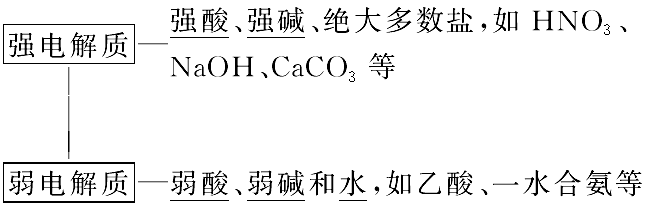 强电解质 强酸、强碱、绝大多数盐,如 HNO₃、
NaOH、CaCO₃ 等
弱电解质 弱酸、弱碱和水,如乙酸、一水合氨等